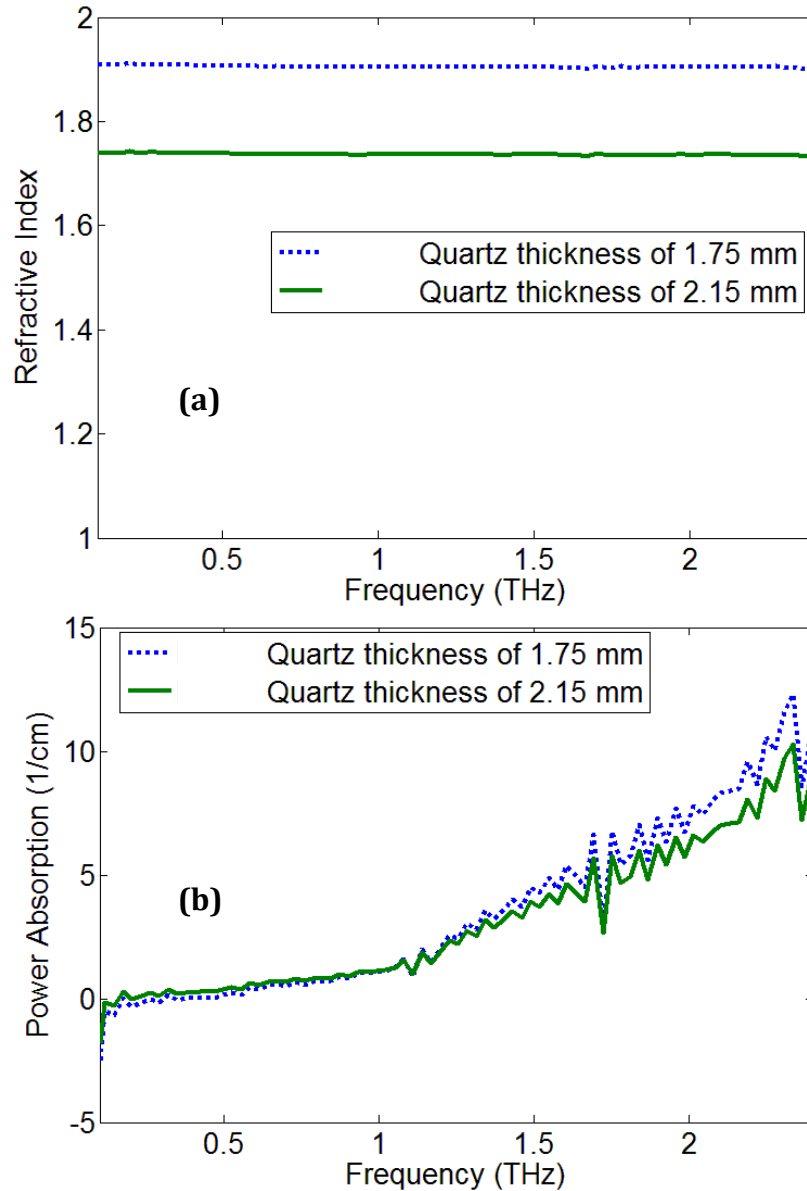 2
1.8
1.6
1.4
1.2
1
Refractive Index
Quartz thickness of 1.75 mm
Quartz thickness of 2.15 mm
(a)
0.5 1 1.5 2
Frequency (THz)
15
10
5
0
-5
Power Absorption (1/cm)
Quartz thickness of 1.75 mm
Quartz thickness of 2.15 mm
(b)
0.5 1 1.5 2
Frequency (THz)